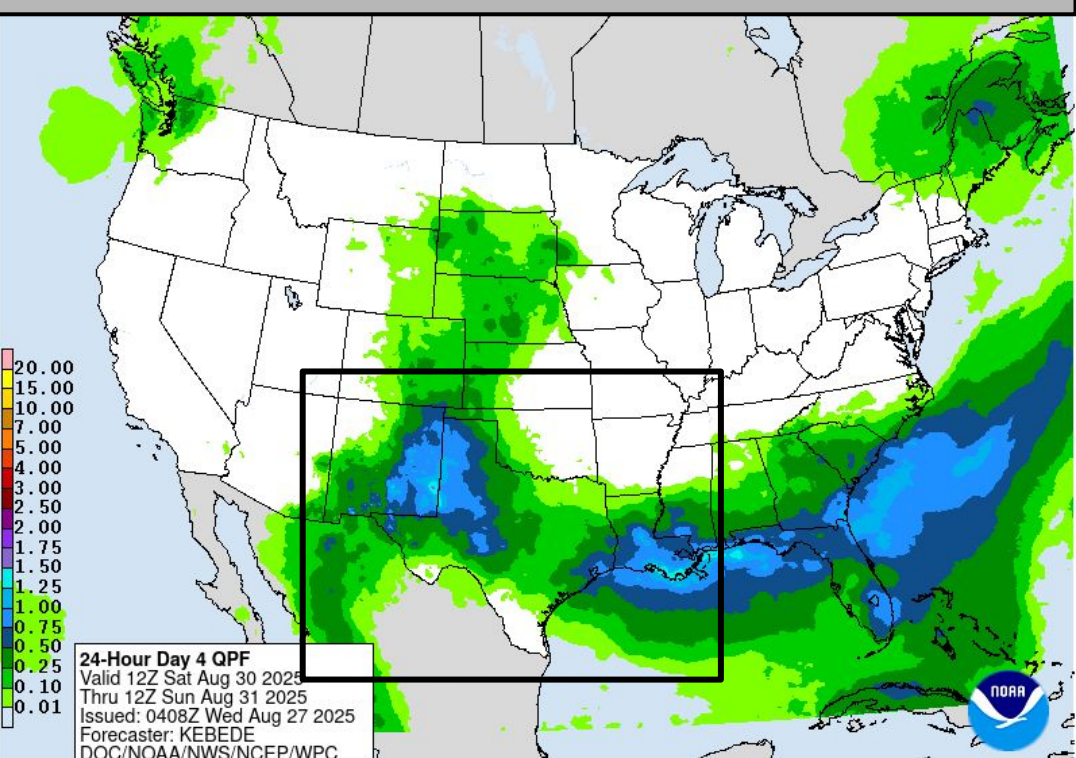 20.00
15.00
10.00
7.00
5.00
4.00
3.00
2.50
2.00
1.75
1.50
1.25
1.00
0.75
0.50
0.25
0.10
0.01
24-Hour Day 4 QPF
Valid 12Z Sat Aug 30 2025
Thru 12Z Sun Aug 31 2025
Issued: 0408Z Wed Aug 27 2025
Forecaster: KEBEDE
DOC/NOAA/NWS/NCEP/WPC
NOAA